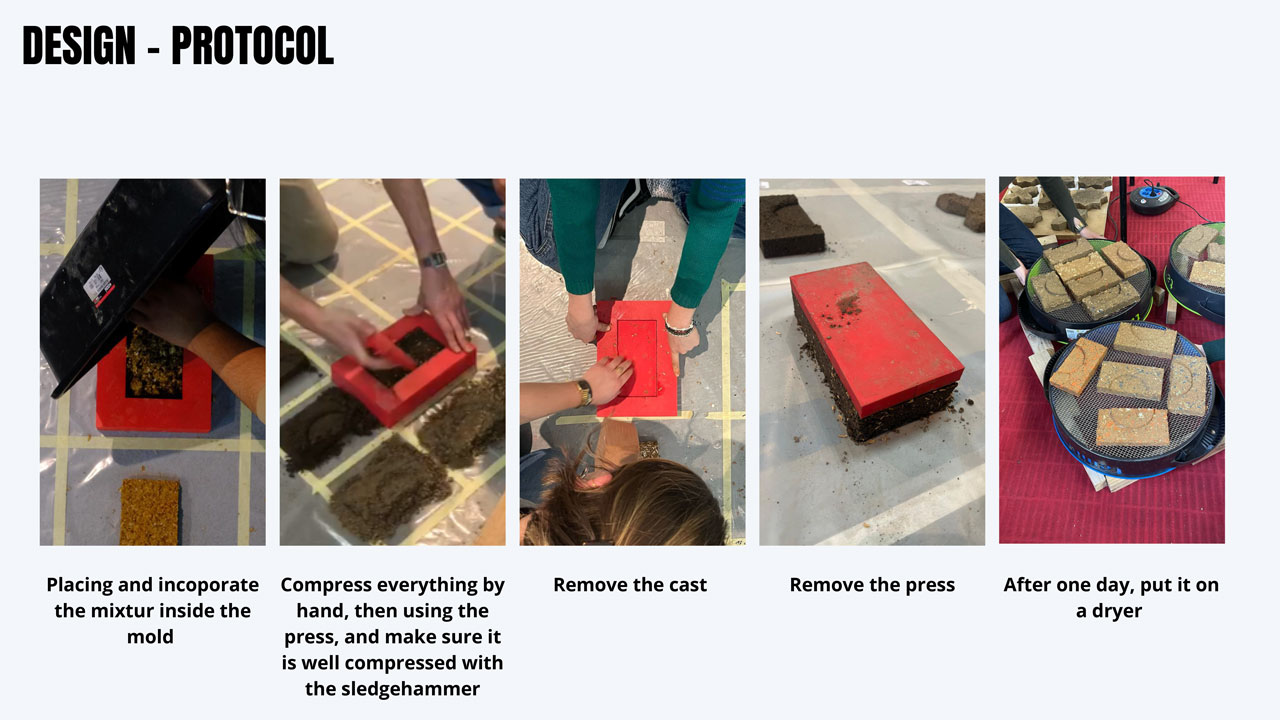 DESIGN - PROTOCOL
Placing and incoporate
the mixtur inside the
mold
Compress everything by
hand, then using the
press, and make sure it
is well compressed with
the sledgehammer
Remove the cast
Remove the press
After one day, put it on
a dryer